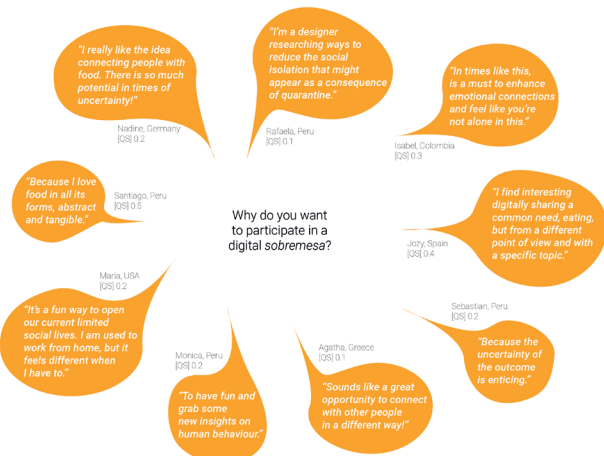 "I really like the idea
connecting people with
food. There is so much
potential in times of
uncertainty!"
Nadine, Germany
[QS] 0.2
"I'm a designer
researching ways to
reduce the social
isolation that might
appear as a consequence
of quarantine."
Rafaela, Peru
[QS] 0.1
"In times like this,
is a must to enhance
emotional connections
and feel like you're
not alone in this."
Isabel, Colombia
[QS] 0.3
"Because I love
food in all its
forms, abstract
and tangible."
Santiago, Peru
[QS] 0.5
Why do you want
to participate in a
digital sobremesa?
"I find interesting
digitally sharing a
common need, eating,
but from a different
point of view and with
a specific topic."
Jozy, Spain
[QS] 0.4
Maria, USA
[QS] 0.2
"It's a fun way to open
our current limited
social lives. I am used to
work from home, but it
feels different when
I have to."
Monica, Peru
[QS] 0.2
"To have fun and
grab some
new insights on
human behaviour."
Agatha, Greece
[QS] 0.1
"Sounds like a great
opportunity to connect
with other people
in a different way!"
Sebastian, Peru
[QS] 0.2
"Because the
uncertainty of
the outcome
is enticing."